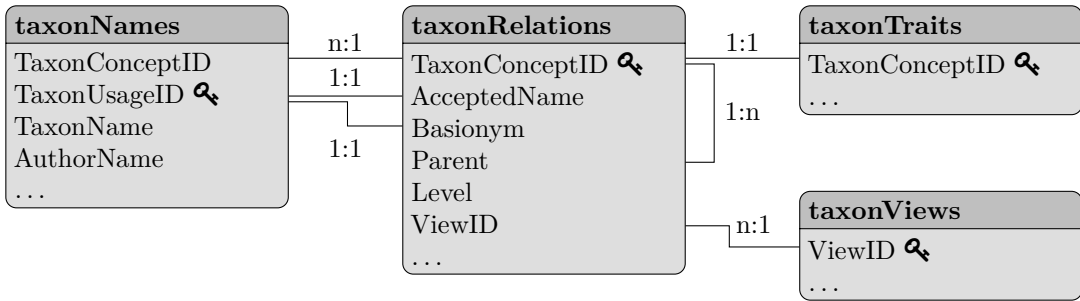 taxonNames
TaxonConceptID
TaxonUsageID
TaxonName
AuthorName
...
n:1
1:1
1:1
taxonRelations
TaxonConceptID
AcceptedName
Basionym
Parent
Level
ViewID
...
1:1
1:n
n:1
taxonTraits
TaxonConceptID
...
taxonViews
ViewID
...